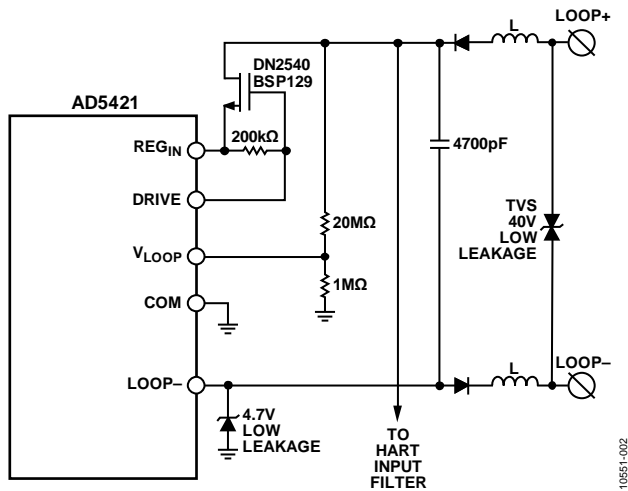 LOOP+
L
DN2540
BSP129
AD5421
200kΩ
REGIN
4700pF
DRIVE
TVS
40V
LOW
LEAKAGE
20MΩ
VLOOP
1MΩ
COM
L
LOOP–
LOOP–
4.7V
LOW
LEAKAGE
TO
HART
INPUT
FILTER
10551-002